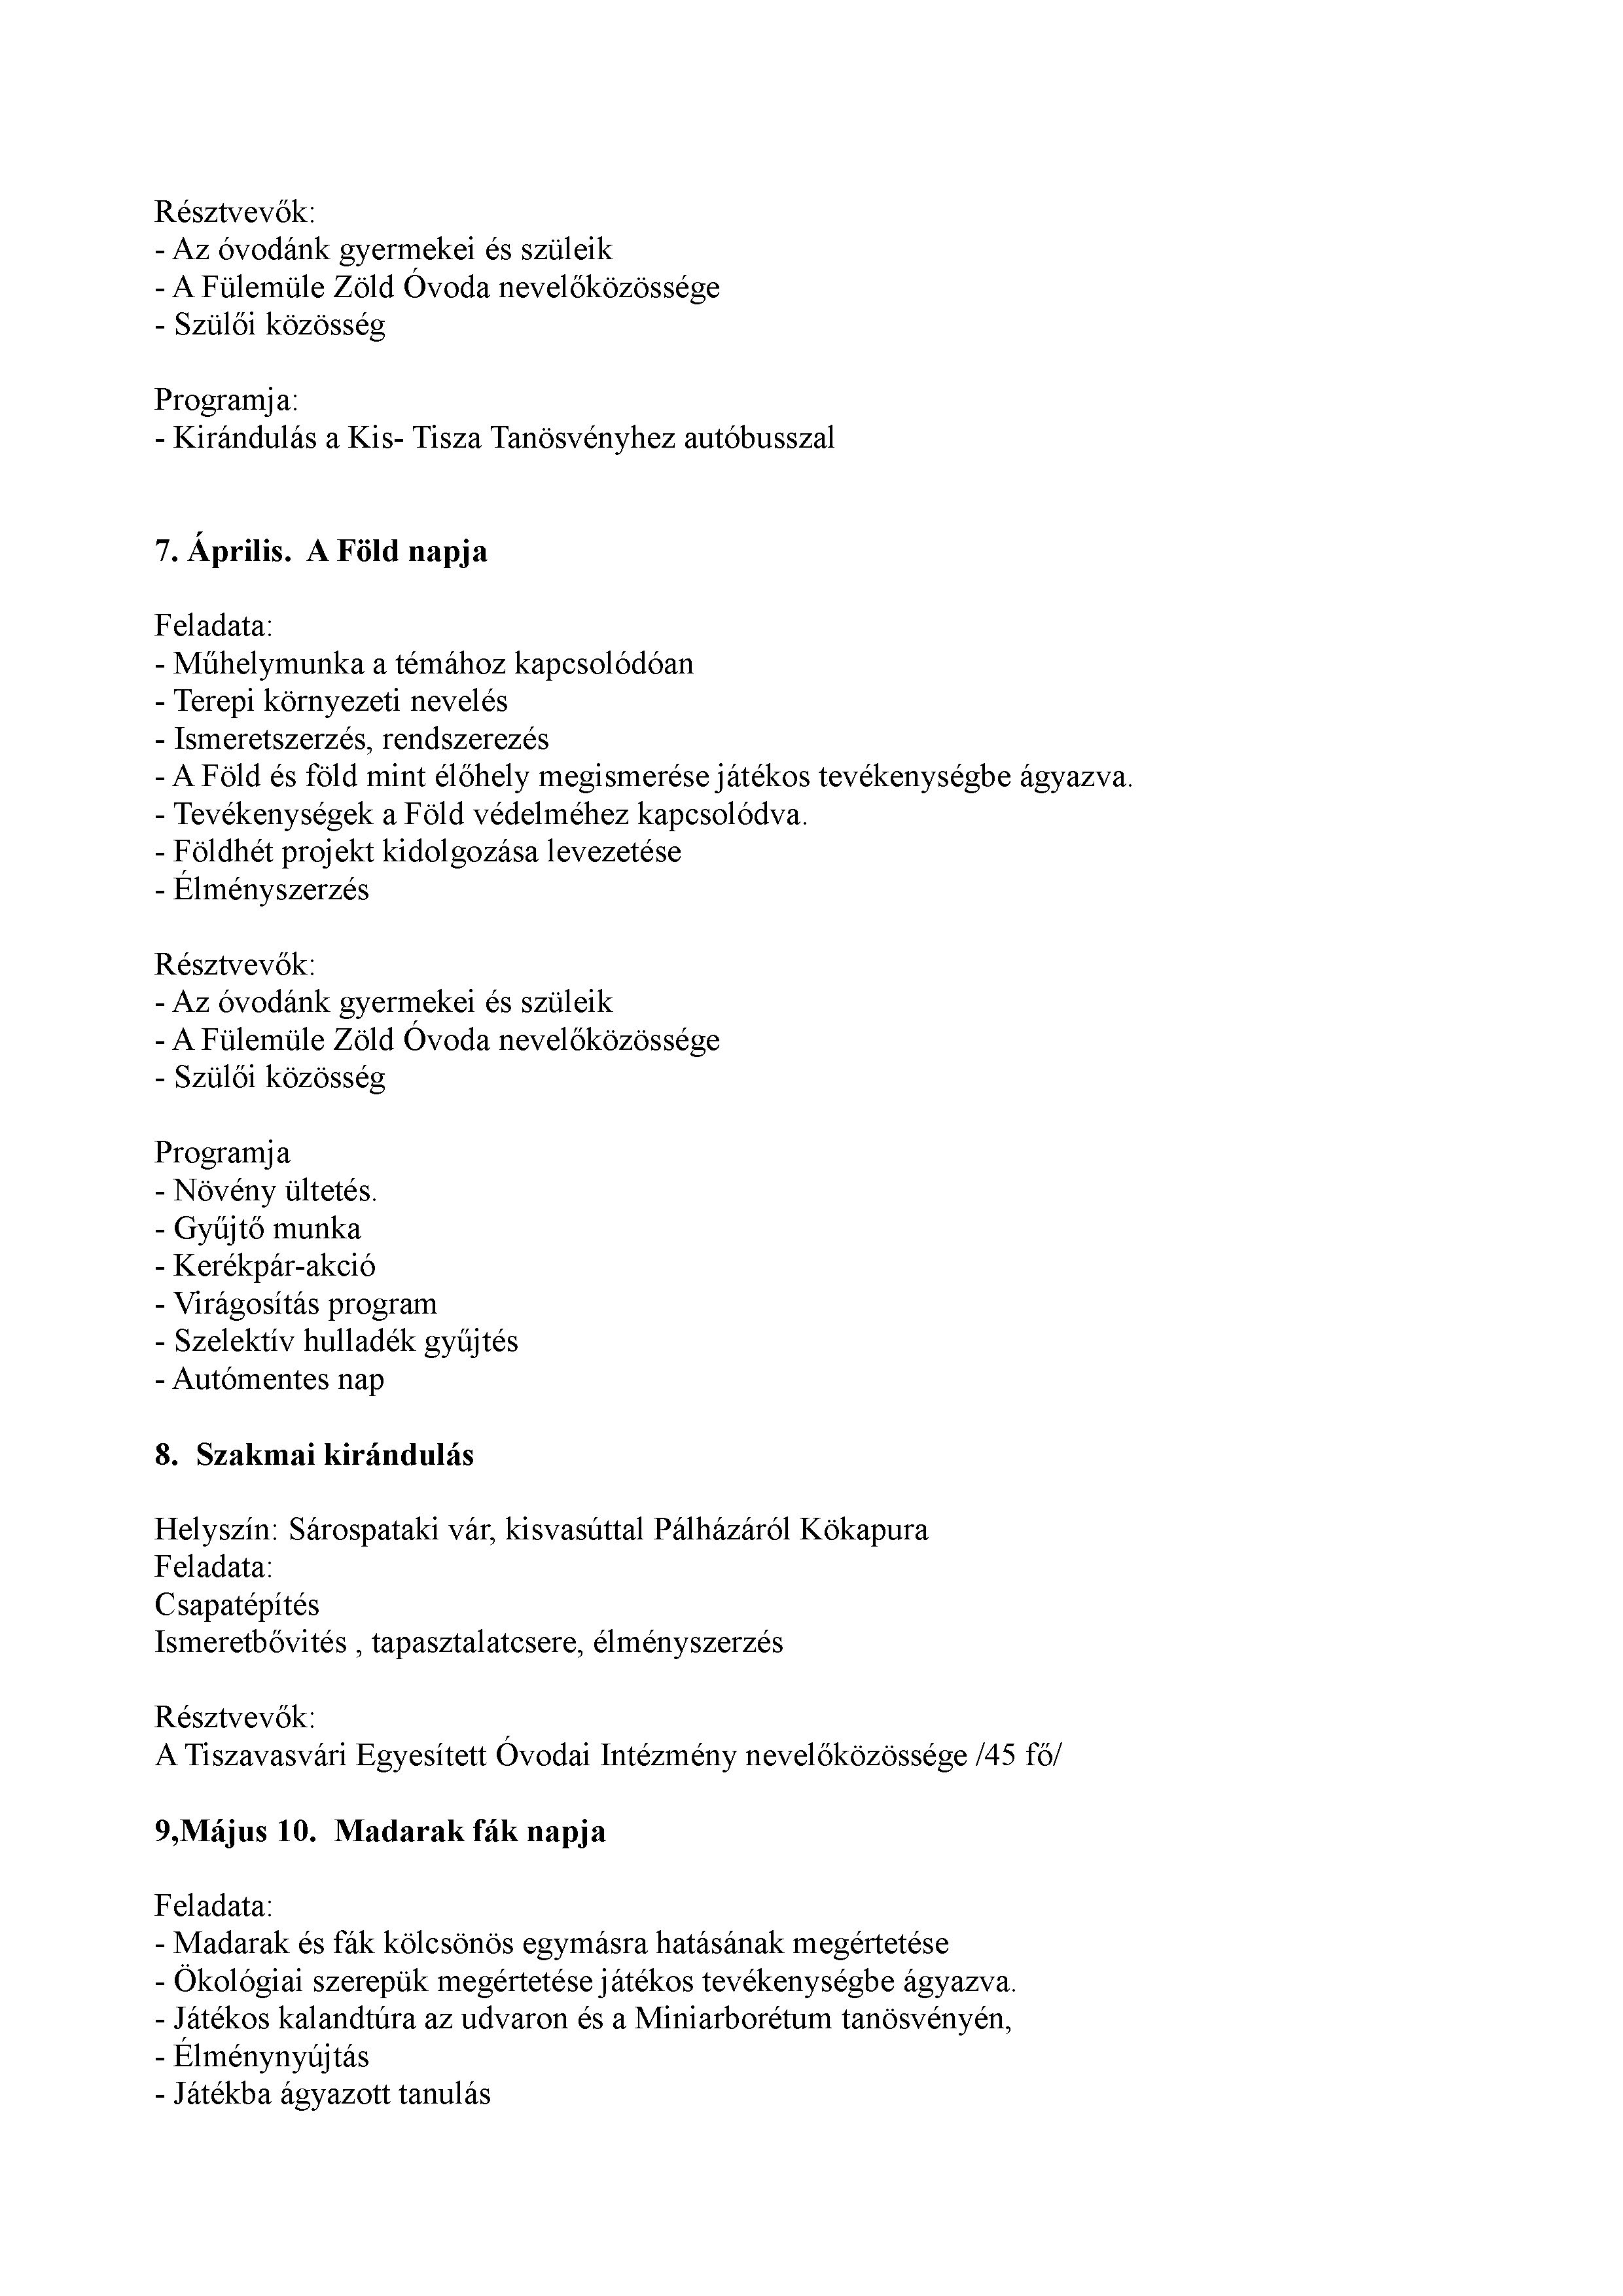 Résztvevők:
- Az óvodánk gyermekei és szüleik
- A Fülemüle Zöld Óvoda nevelőközössége
- Szülői közösség
Programja:
- Kirándulás a Kis- Tisza Tanösvényhez autóbusszal
7. Április.  A Föld napja
Feladata:
- Műhelymunka a témához kapcsolódóan
- Terepi környezeti nevelés
- Ismeretszerzés, rendszerezés
- A Föld és föld mint élőhely megismerése játékos tevékenységbe ágyazva.
- Tevékenységek a Föld védelméhez kapcsolódva.
- Földhét projekt kidolgozása levezetése
- Élményszerzés
Résztvevők:
- Az óvodánk gyermekei és szüleik
- A Fülemüle Zöld Óvoda nevelőközössége
- Szülői közösség
Programja
- Növény ültetés.
- Gyűjtő munka
- Kerékpár-akció
- Virágosítás program
- Szelektív hulladék gyűjtés
- Autómentes nap
8.  Szakmai kirándulás
Helyszín: Sárospataki vár, kisvasúttal Pálházáról Kökapura
Feladata:
Csapatépítés
Ismeretbővités , tapasztalatcsere, élményszerzés
Résztvevők:
A Tiszavasvári Egyesített Óvodai Intézmény nevelőközössége /45 fő/
9,Május 10.  Madarak fák napja
Feladata:
- Madarak és fák kölcsönös egymásra hatásának megértetése
- Ökológiai szerepük megértetése játékos tevékenységbe ágyazva.
- Játékos kalandtúra az udvaron és a Miniarborétum tanösvényén,
- Élménynyújtás
- Játékba ágyazott tanulás